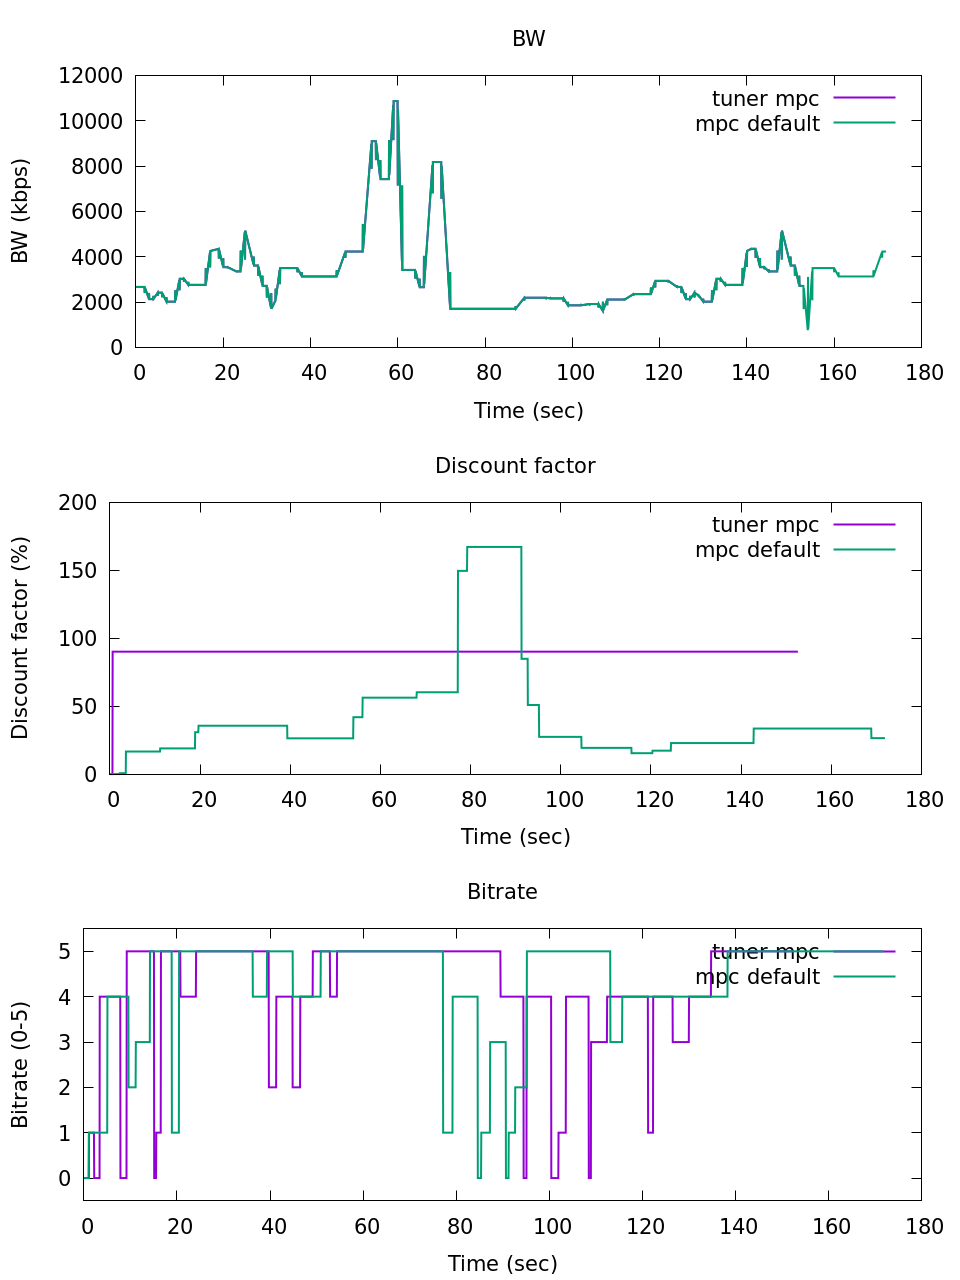 BW
12000
10000
8000
6000
4000
2000
0
BW (kbps)
tuner mpc
mpc default
0 20 40 60 80 100 120 140 160 180
Time (sec)
Discount factor
200
150
100
50
0
Discount factor (%)
tuner mpc
mpc default
0 20 40 60 80 100 120 140 160 180
Time (sec)
Bitrate
5
4
3
2
1
0
Bitrate (0-5)
tuner mpc
mpc default
0 20 40 60 80 100 120 140 160 180
Time (sec)